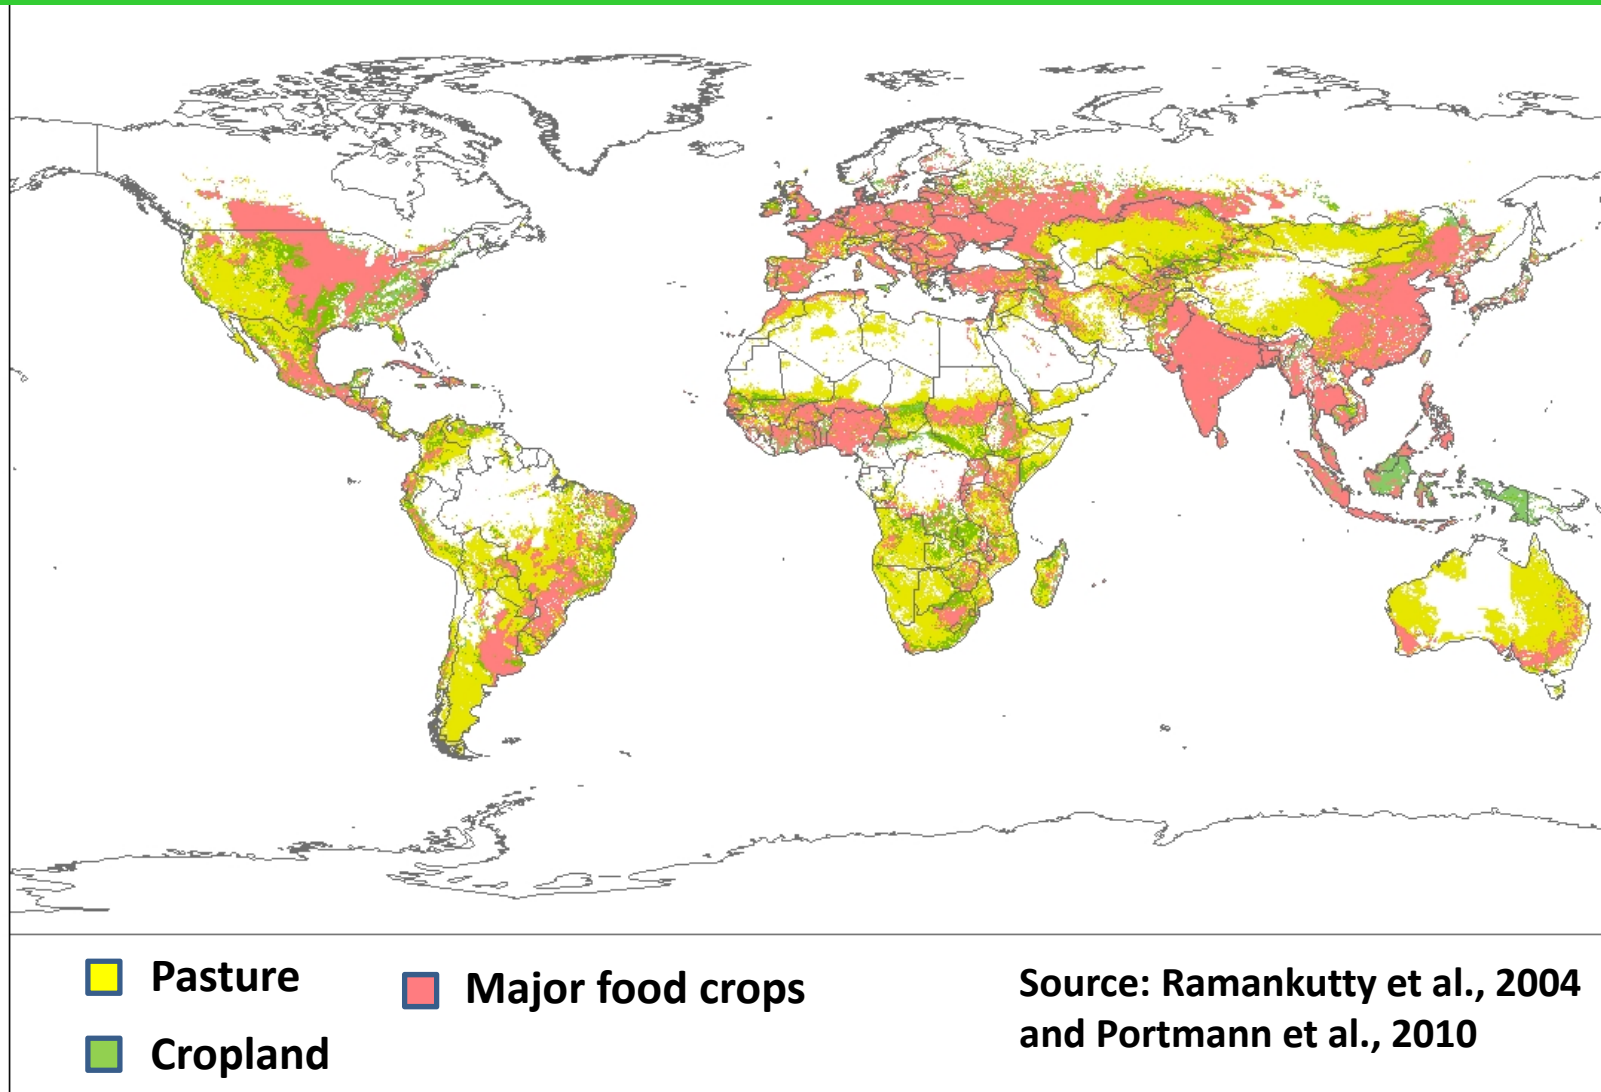 Pasture
Major food crops
Cropland
Source: Ramankutty et al., 2004
and Portmann et al., 2010